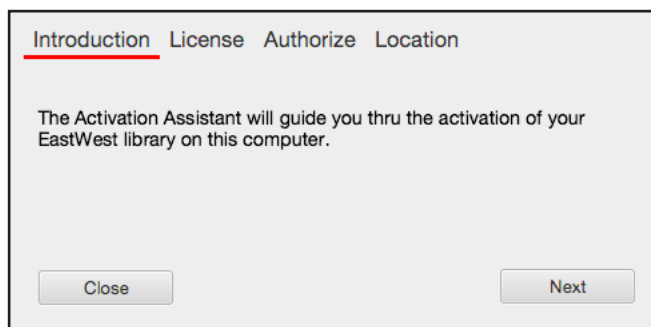 Introduction License Authorize Location
The Activation Assistant will guide you thru the activation of your
EastWest library on this computer.
Close Next